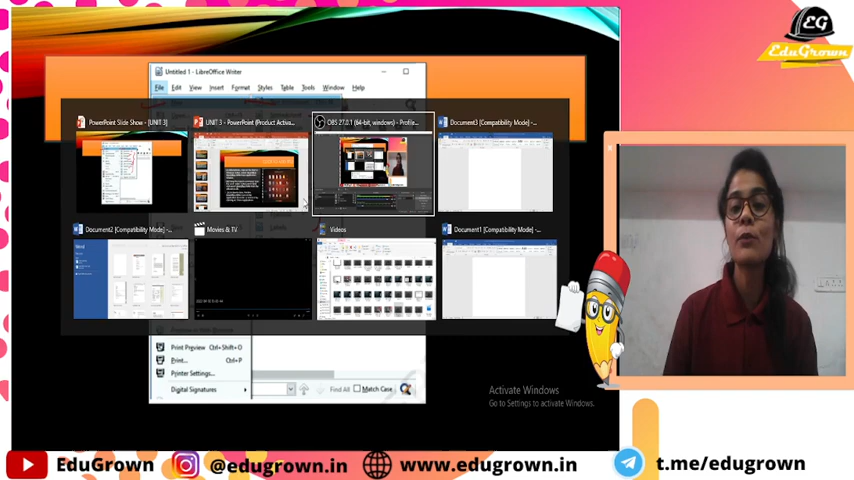 EG
EduGrown
Untitled 1 - LibreOffice Writer
File Edit View Insert Format Styles Table Tools Window Help
PowerPoint Slide Show - [UNIT 3]
UNIT 3 - PowerPoint (Product Activa...
OBS 27.0.1 (64-bit, windows) - Profile...
Document3 [Compatibility Mode] -...
Document2 [Compatibility Mode] -...
Movies & TV
Videos
Document1 [Compatibility Mode] -...
Print Preview Ctrl+Shift+O
Print... Ctrl+P
Printer Settings...
Digital Signatures
Find All Match Case
Activate Windows
Go to Settings to activate Windows.
EduGrown
@edugrown.in
www.edugrown.in
t.me/edugrown